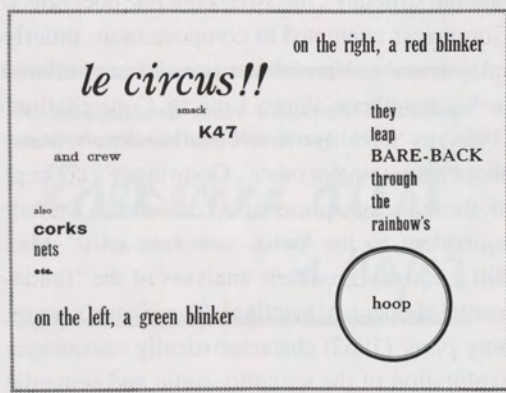 on the right, a red blinker
le circus!!
smack
K47
and crew
also
corks
nets
etc.
on the left, a green blinker
they
leap
BARE-BACK
through
the
rainbow's
hoop